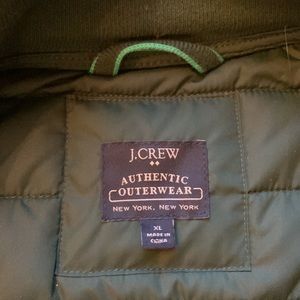 J.CREW
AUTHENTIC
OUTERWEAR
NEW YORK, NEW YORK
XL
MADE IN
CHINA